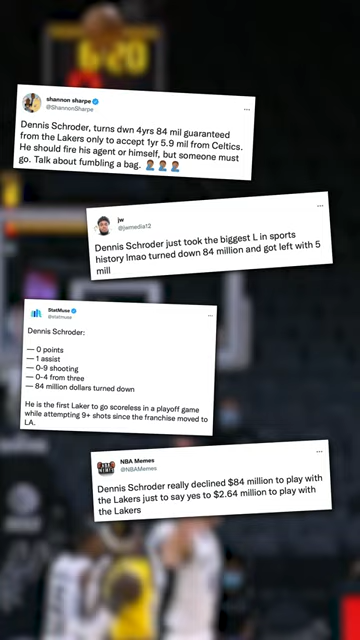 shannon sharpe
@ShannonSharpe
Dennis Schroder, turns dwn 4yrs 84 mil guaranteed
from the Lakers only to accept 1yr 5.9 mil from Celtics.
He should fire his agent or himself, but someone must
go. Talk about fumbling a bag. 🤦🏾‍♂️🤦🏾‍♂️🤦🏾‍♂️
jw
@jwmedia12
Dennis Schroder just took the biggest L in sports
history lmao turned down 84 million and got left with 5
mill
StatMuse
@statmuse
Dennis Schroder:
— 0 points
— 1 assist
— 0-9 shooting
— 0-4 from three
— 84 million dollars turned down
He is the first Laker to go scoreless in a playoff game
while attempting 9+ shots since the franchise moved to
LA.
NBA Memes
@NBAMemes
Dennis Schroder really declined $84 million to play with
the Lakers just to say yes to $2.64 million to play with
the Lakers